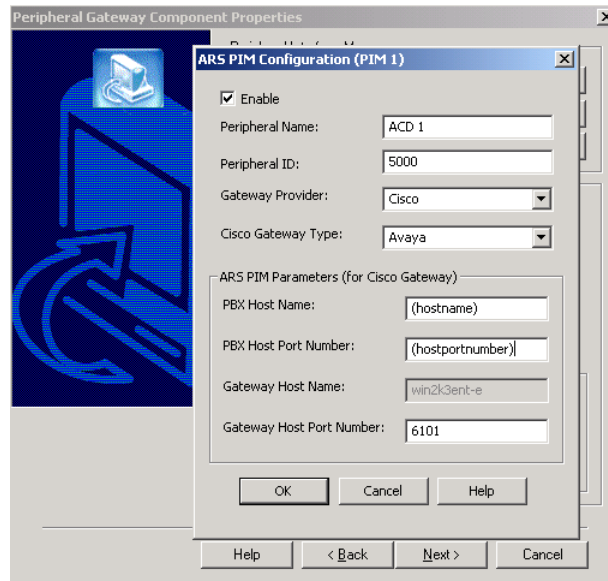 Peripheral Gateway Component Properties
ARS PIM Configuration (PIM 1)
Enable
Peripheral Name: ACD 1
Peripheral ID: 5000
Gateway Provider: Cisco
Cisco Gateway Type: Avaya
ARS PIM Parameters (for Cisco Gateway)
PBX Host Name: (hostname)
PBX Host Port Number: (hostportnumber)
Gateway Host Name: win2k3ent-e
Gateway Host Port Number: 6101
OK Cancel Help
Help < Back Next > Cancel